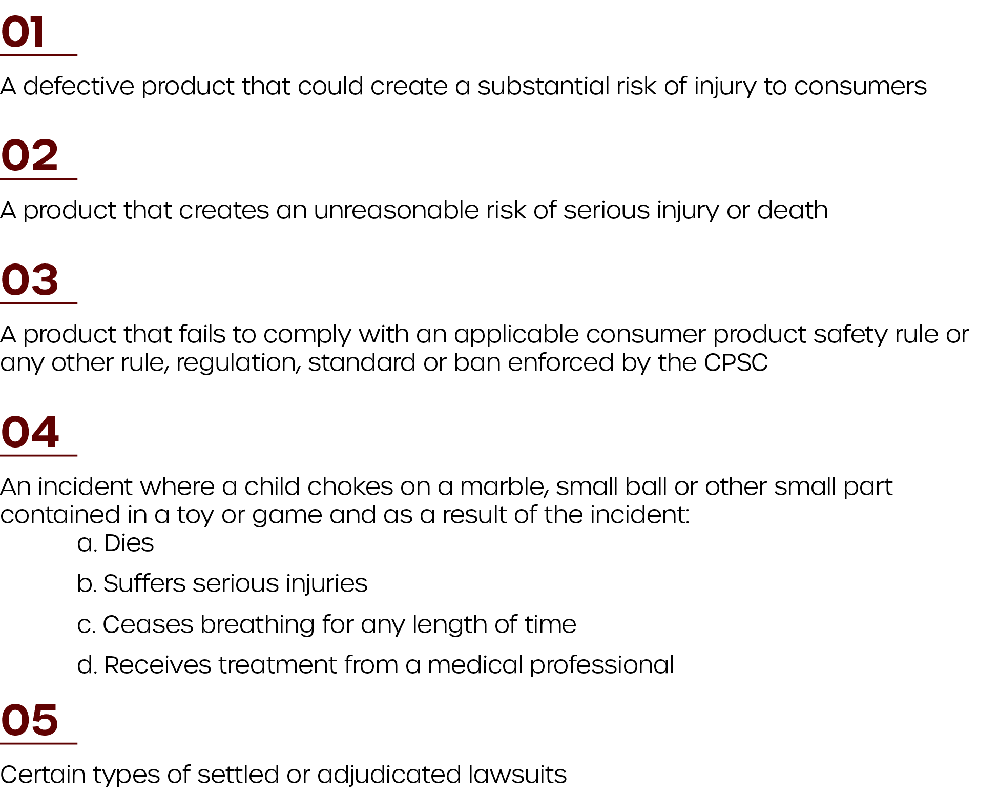 01
A defective product that could create a substantial risk of injury to consumers
02
A product that creates an unreasonable risk of serious injury or death
03
A product that fails to comply with an applicable consumer product safety rule or
any other rule, regulation, standard or ban enforced by the CPSC
04
An incident where a child chokes on a marble, small ball or other small part
contained in a toy or game and as a result of the incident:
a. Dies
b. Suffers serious injuries
c. Ceases breathing for any length of time
d. Receives treatment from a medical professional
05
Certain types of settled or adjudicated lawsuits